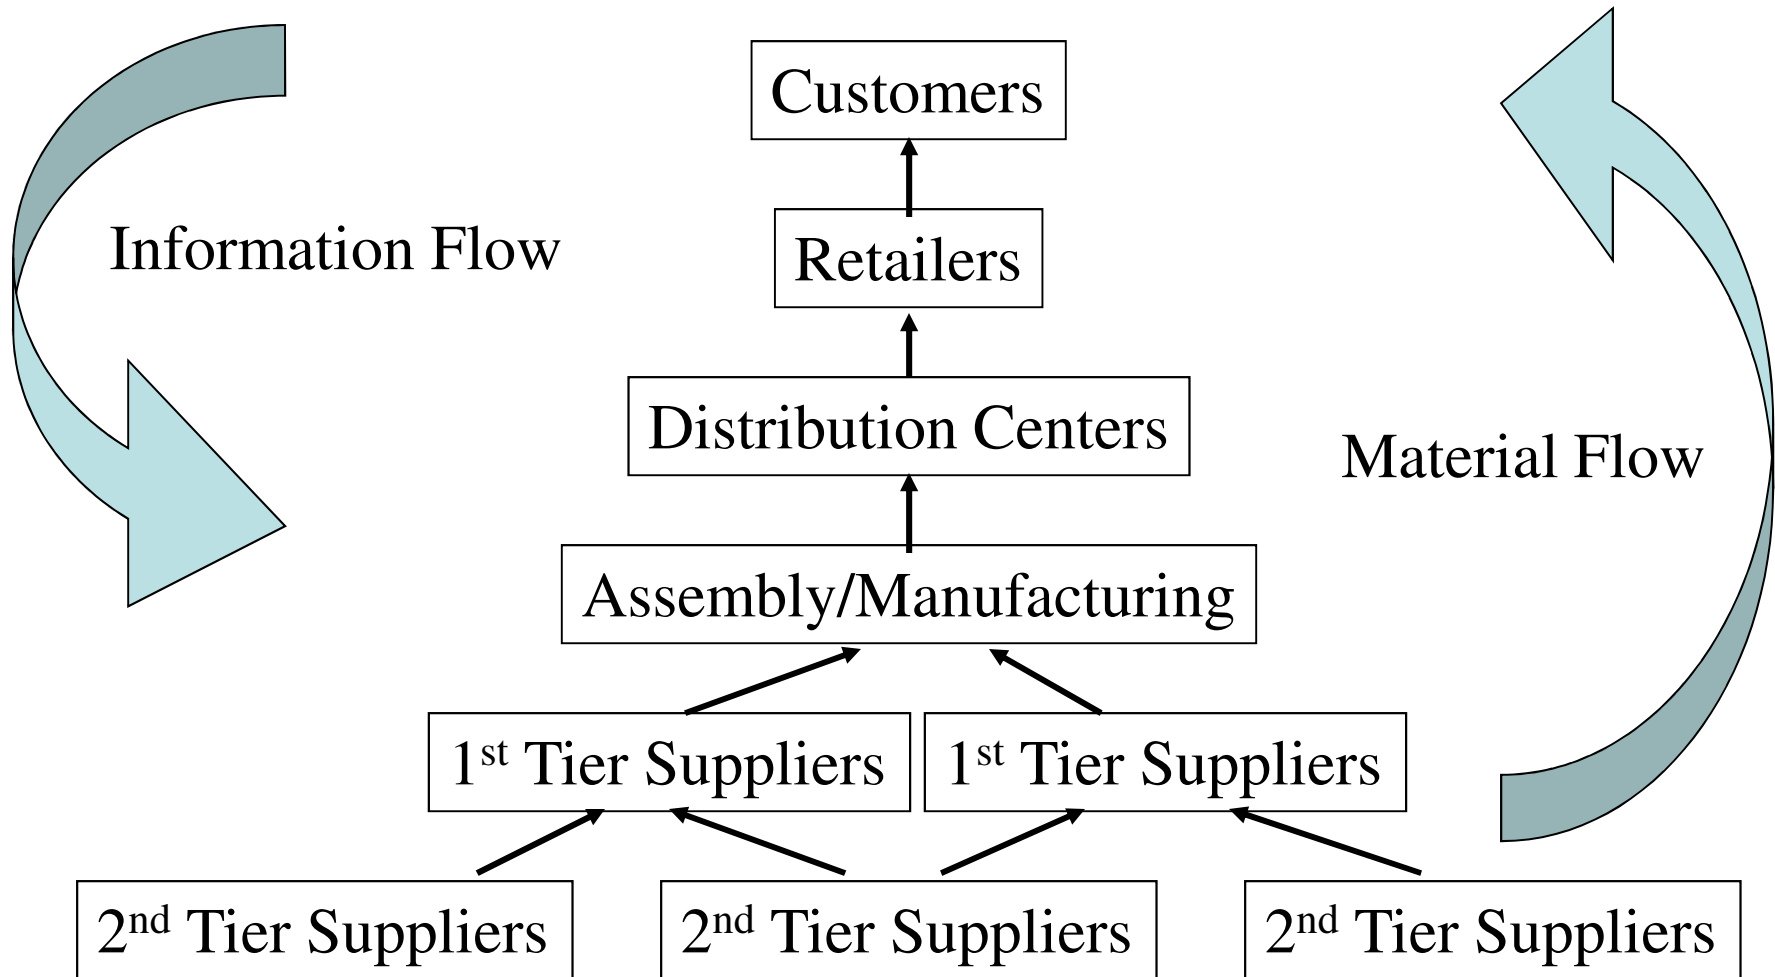 Customers
Information Flow
Retailers
Distribution Centers
Material Flow
Assembly/Manufacturing
1st Tier Suppliers
1st Tier Suppliers
2nd Tier Suppliers
2nd Tier Suppliers
2nd Tier Suppliers